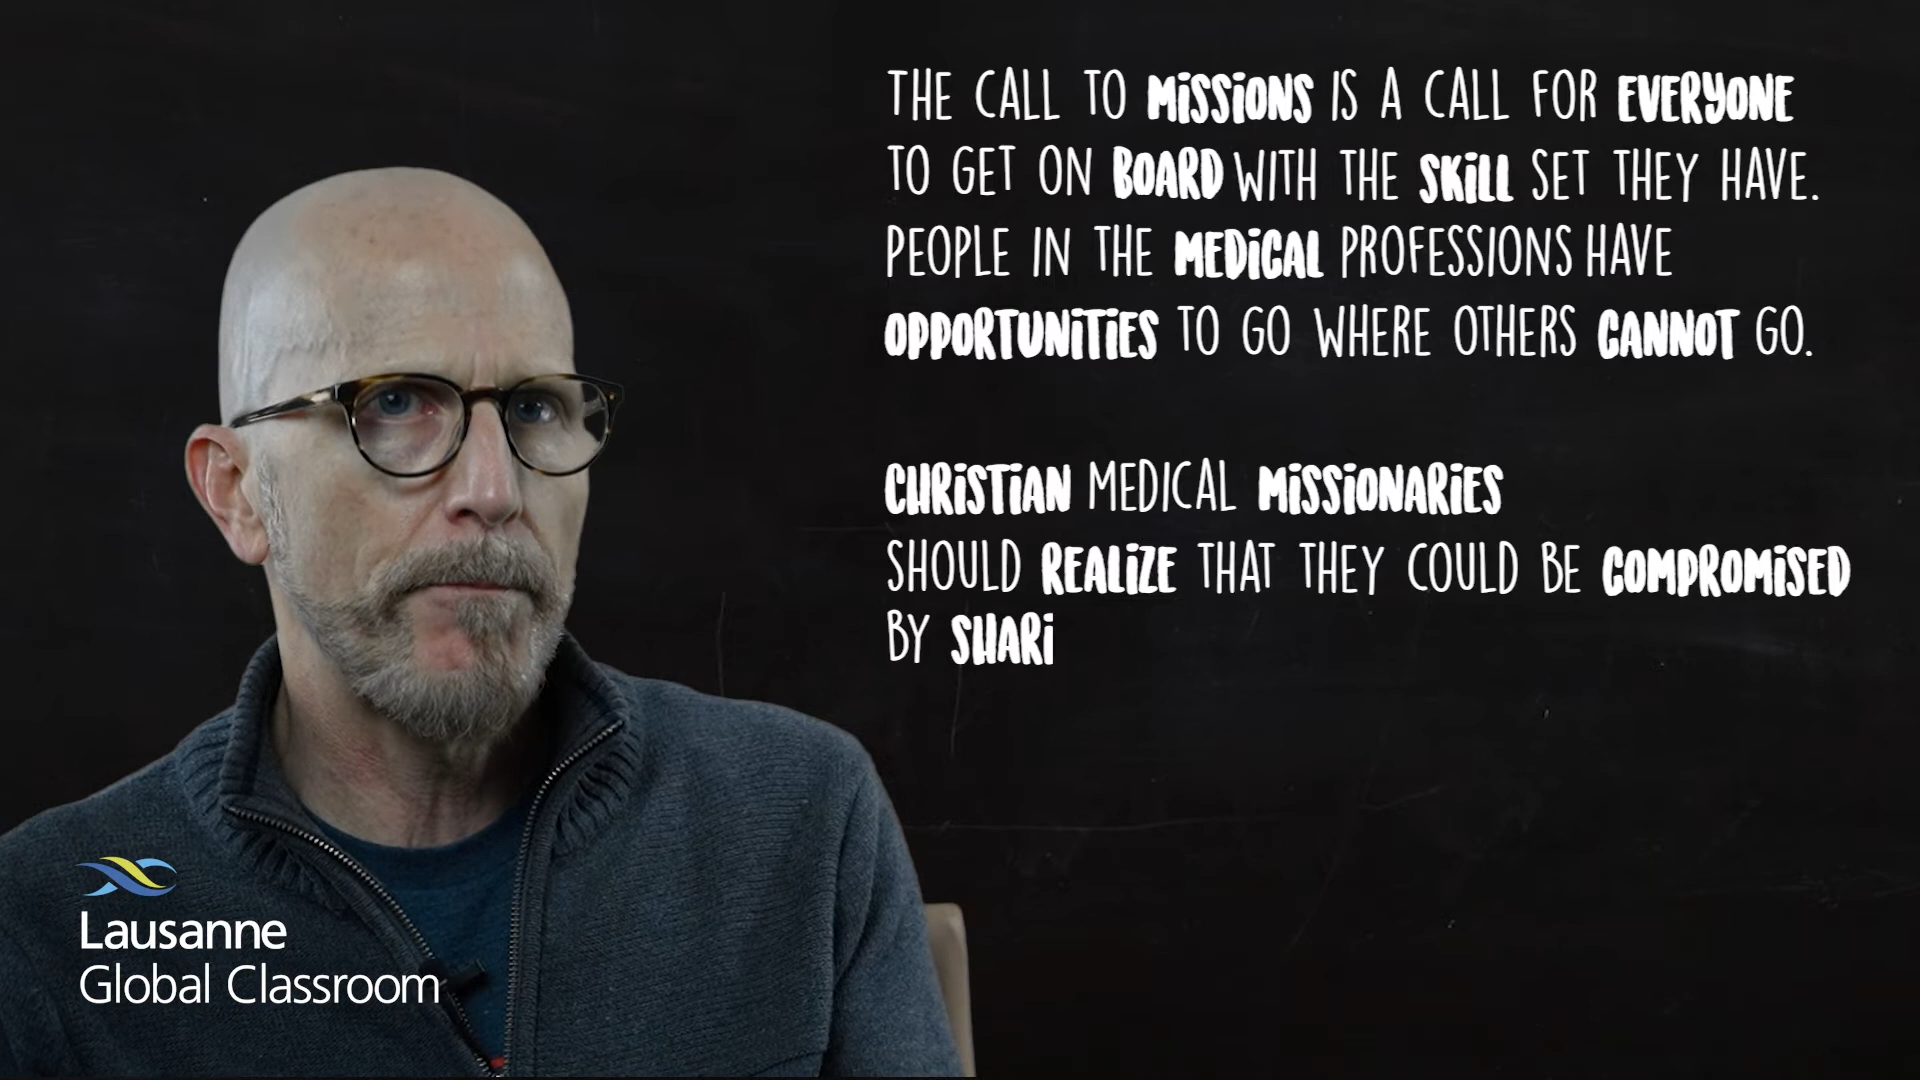 THE CALL TO MISSIONS IS A CALL FOR EVERYONE
TO GET ON BOARD WITH THE SKILL SET THEY HAVE.
PEOPLE IN THE MEDICAL PROFESSIONS HAVE
OPPORTUNITIES TO GO WHERE OTHERS CANNOT GO.
CHRISTIAN MEDICAL MISSIONARIES
SHOULD REALIZE THAT THEY COULD BE COMPROMISED
BY SHARI
Lausanne
Global Classroom